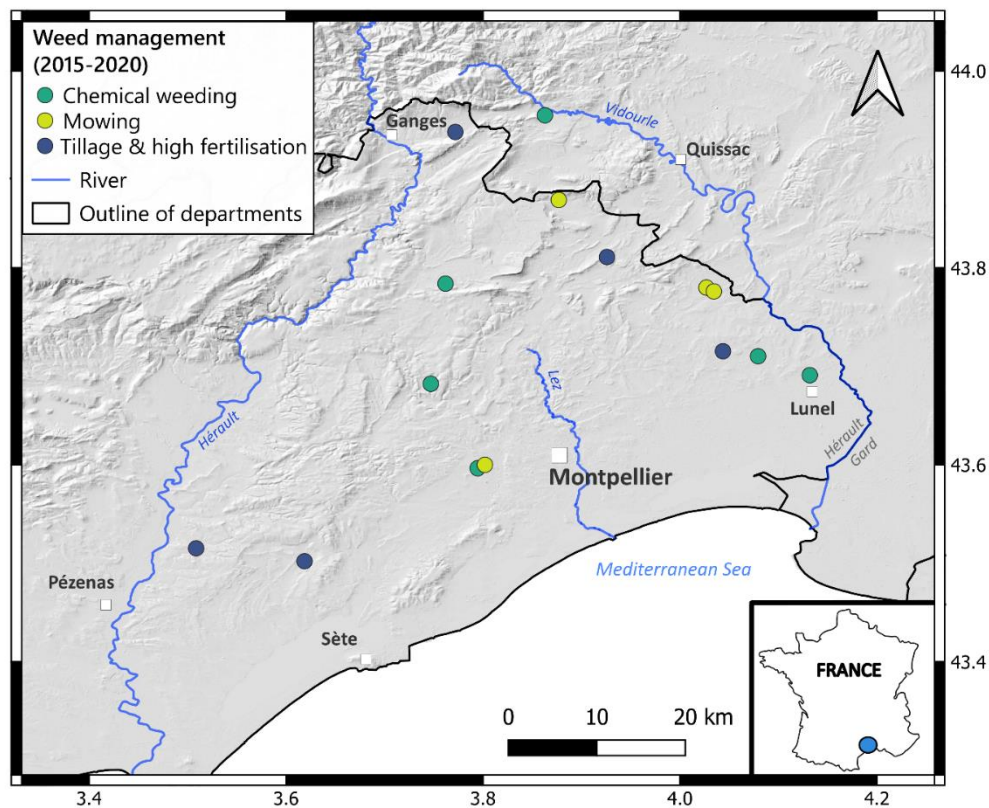 Weed management
(2015-2020)
Chemical weeding
Mowing
Tillage & high fertilisation
River
Outline of departments
44.0
Ganges
Vidourle
Quissac
43.8
Hérault
Lez
Lunel
Hérault
Gard
43.6
Montpellier
Mediterranean Sea
Pézenas
Sète
43.4
0 10 20 km
FRANCE
3.4 3.6 3.8 4.0 4.2